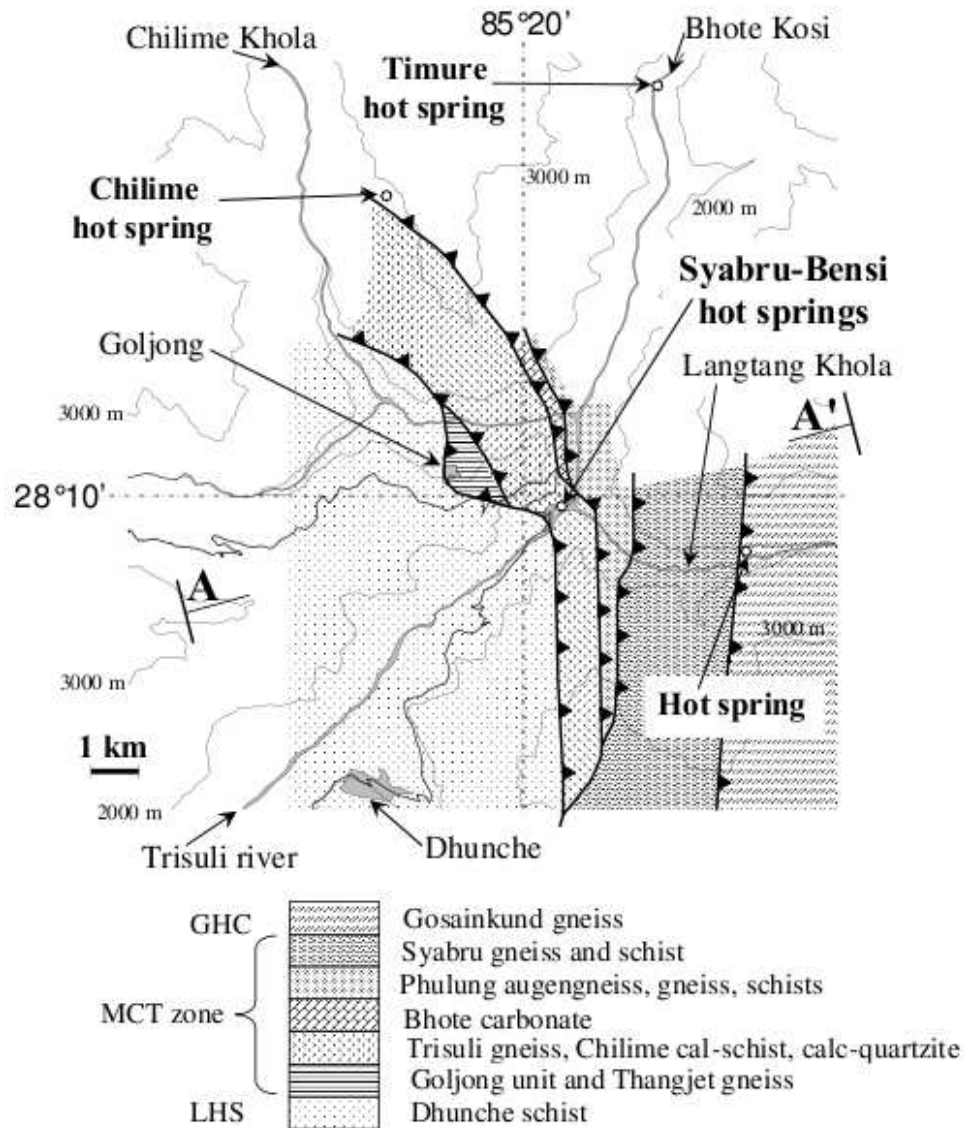 85°20'
Chilime Khola
Bhote Kosi
Timure
hot spring
3000 m
2000 m
Chilime
hot spring
Syabru-Bensi
hot springs
Goljong
Langtang Khola
3000 m
A'
28°10'
A
3000 m
3000 m
Hot spring
1 km
2000 m
Trisuli river
Dhunche
GHC
Gosainkund gneiss
Syabru gneiss and schist
Phulung augengneiss, gneiss, schists
MCT zone
Bhote carbonate
Trisuli gneiss, Chilime cal-schist, calc-quartzite
Goljong unit and Thangjet gneiss
LHS
Dhunche schist